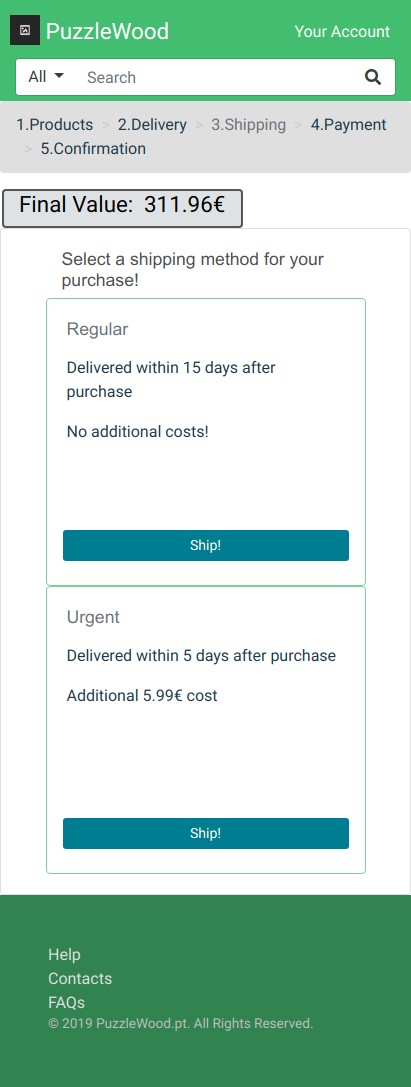 PuzzleWood
Your Account
All Search
1.Products > 2.Delivery > 3.Shipping > 4.Payment
> 5.Confirmation
Final Value: 311.96€
Select a shipping method for your
purchase!
Regular
Delivered within 15 days after
purchase
No additional costs!
Ship!
Urgent
Delivered within 5 days after purchase
Additional 5.99€ cost
Ship!
Help
Contacts
FAQs
© 2019 PuzzleWood.pt. All Rights Reserved.